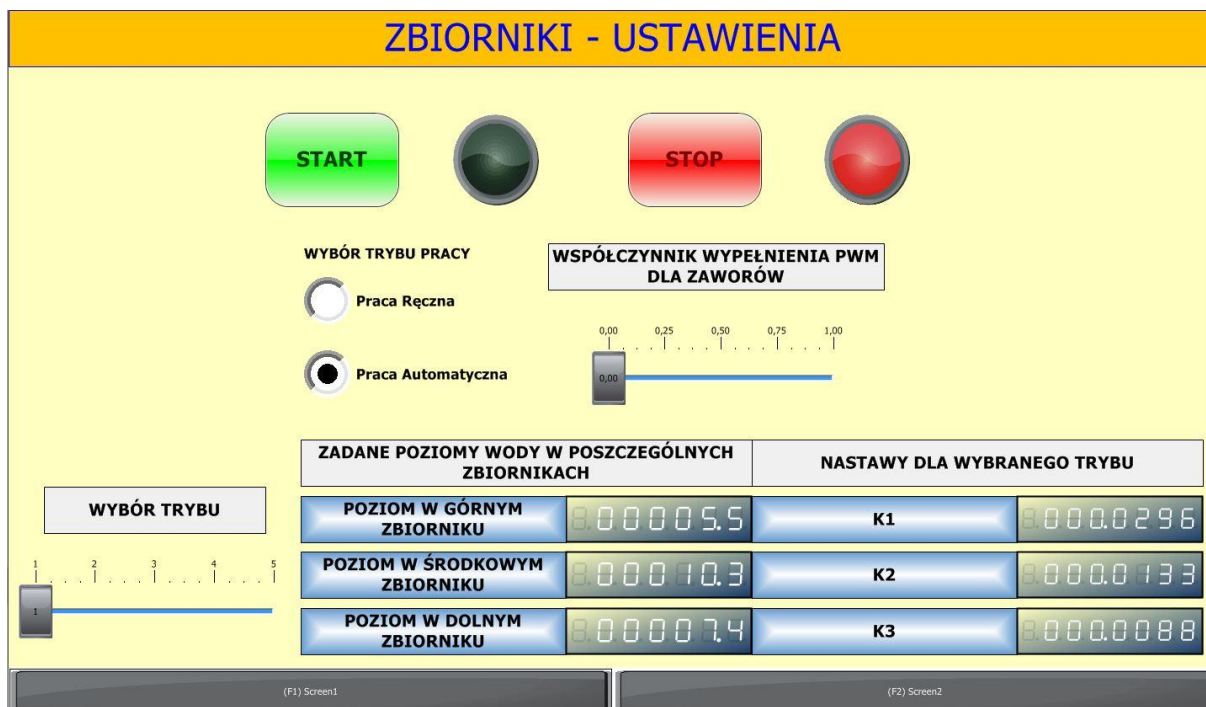 ZBIORNIKI - USTAWIENIA
START
STOP
WYBÓR TRYBU PRACY
Praca Ręczna
Praca Automatyczna
WSPÓŁCZYNNIK WYPEŁNIENIA PWM
DLA ZAWORÓW
0,00 0,25 0,50 0,75 1,00
0,00
WYBÓR TRYBU
1 2 3 4 5
1
ZADANE POZIOMY WODY W POSZCZEGÓLNYCH
ZBIORNIKACH
NASTAWY DLA WYBRANEGO TRYBU
POZIOM W GÓRNYM
ZBIORNIKU
00005.5
K1
000.0296
POZIOM W ŚRODKOWYM
ZBIORNIKU
00010.3
K2
000.0133
POZIOM W DOLNYM
ZBIORNIKU
00007.4
K3
000.0088
(F1) Screen1
(F2) Screen2